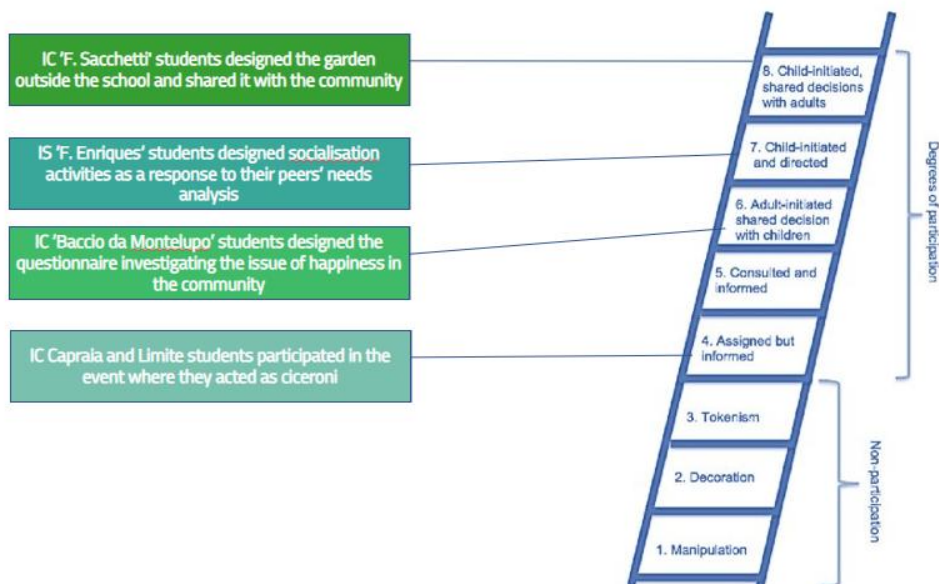 IC 'F. Sacchetti' students designed the garden
outside the school and shared it with the community
IS 'F. Enriques' students designed socialisation
activities as a response to their peers' needs
analysis
IC 'Baccio da Montelupo' students designed the
questionnaire investigating the issue of happiness in
the community
IC Capraia and Limite students participated in the
event where they acted as ciceroni
8. Child-initiated,
shared decisions
with adults
7. Child-initiated
and directed
6. Adult-initiated
shared decision
with children
5. Consulted and
informed
4. Assigned but
informed
3. Tokenism
2. Decoration
1. Manipulation
Degrees of participation
Non-participation